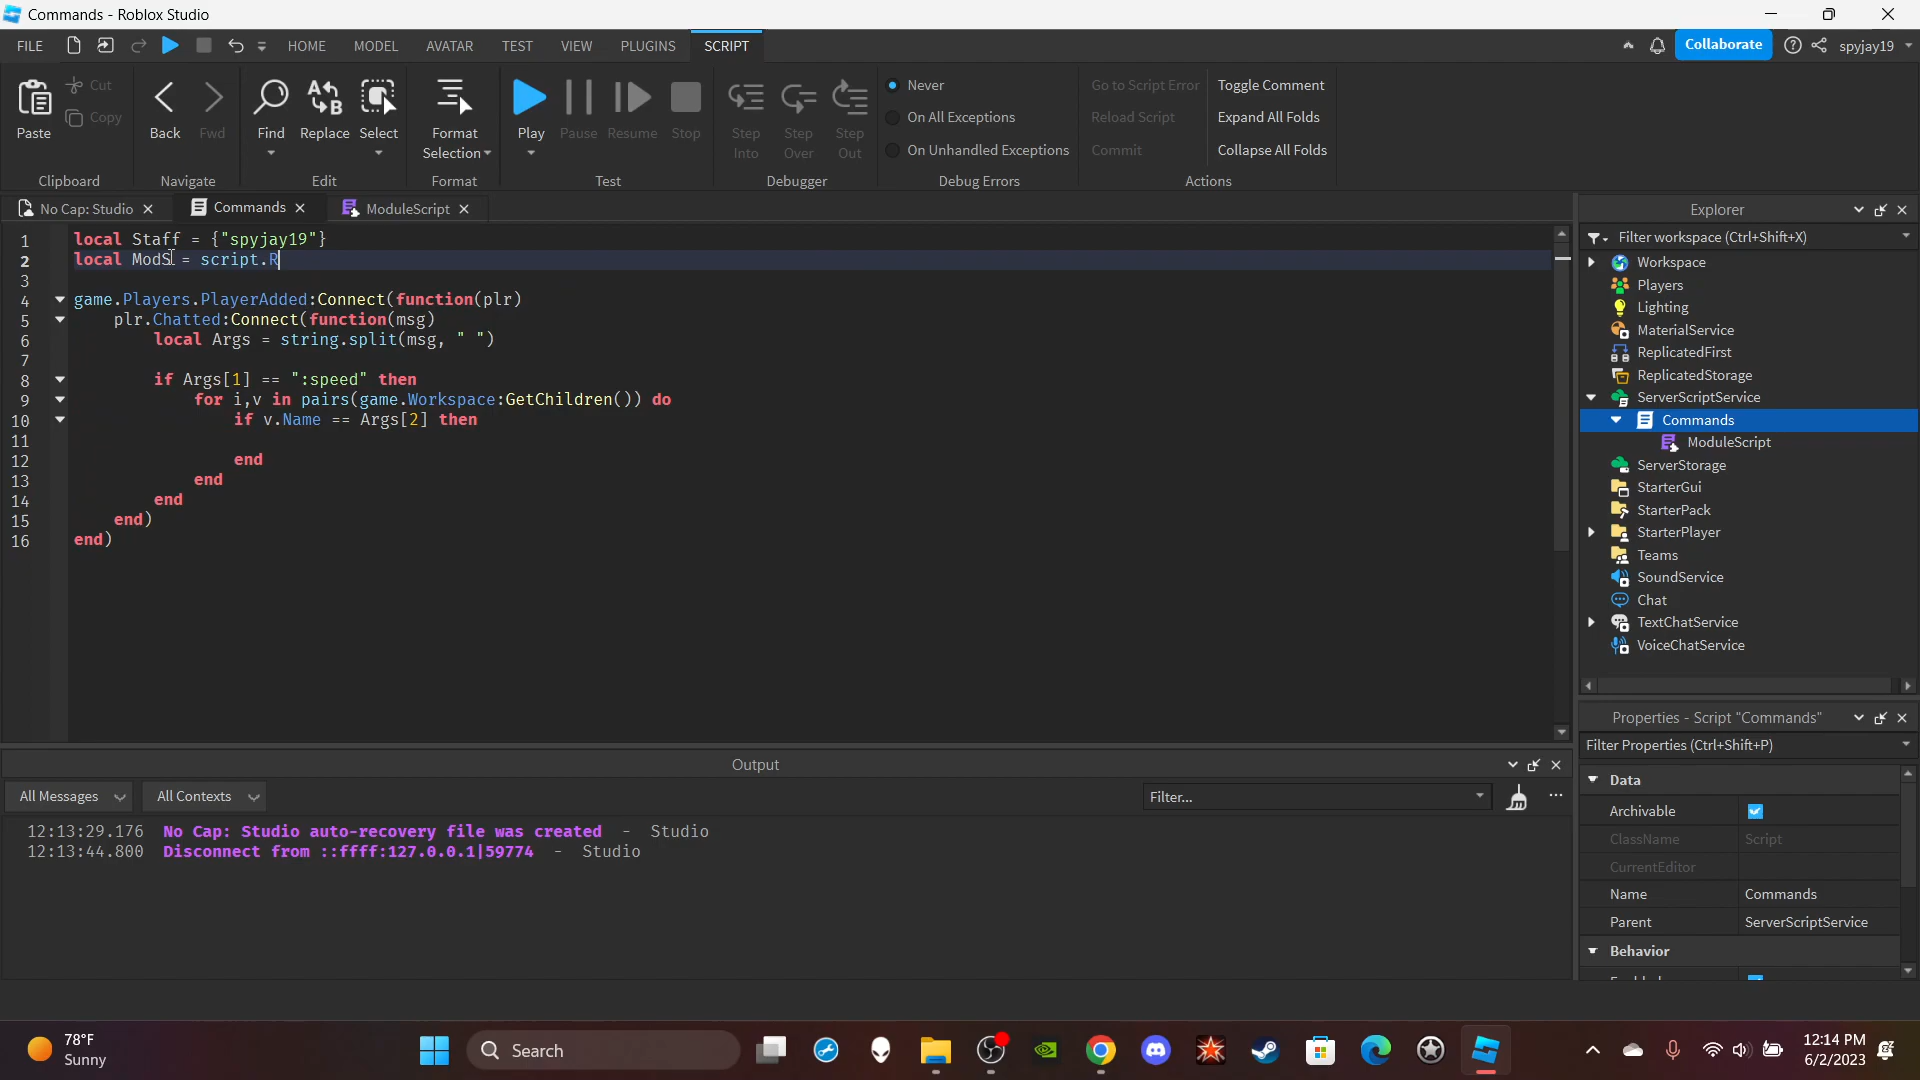 Commands - Roblox Studio
FILE HOME MODEL AVATAR TEST VIEW PLUGINS SCRIPT Collaborate spyjay19
Paste Cut Copy Back Fwd Find Replace Select Format Selection Play Pause Resume Stop Step Into Step Over Step Out
Never
On All Exceptions
On Unhandled Exceptions
Go to Script Error
Reload Script
Commit
Toggle Comment
Expand All Folds
Collapse All Folds
Clipboard Navigate Edit Format Test Debugger Debug Errors Actions
No Cap: Studio Commands ModuleScript
1 local Staff = {"spyjay19"}
2 local ModS = script.R
3
4 game.Players.PlayerAdded:Connect(function(plr)
5 plr.Chatted:Connect(function(msg)
6 local Args = string.split(msg, " ")
7
8 if Args[1] == ":speed" then
9 for i,v in pairs(game.Workspace:GetChildren()) do
10 if v.Name == Args[2] then
11
12 end
13 end
14 end
15 end)
16 end)
Explorer
Filter workspace (Ctrl+Shift+X)
Workspace
Players
Lighting
MaterialService
ReplicatedFirst
ReplicatedStorage
ServerScriptService
Commands
ModuleScript
ServerStorage
StarterGui
StarterPack
StarterPlayer
Teams
SoundService
Chat
TextChatService
VoiceChatService
Properties - Script "Commands"
Filter Properties (Ctrl+Shift+P)
Data
Archivable
ClassName Script
CurrentEditor
Name Commands
Parent ServerScriptService
Behavior
Output
All Messages All Contexts Filter...
12:13:29.176 No Cap: Studio auto-recovery file was created - Studio
12:13:44.800 Disconnect from ::ffff:127.0.0.1|59774 - Studio
78°F
Sunny
Search
12:14 PM
6/2/2023